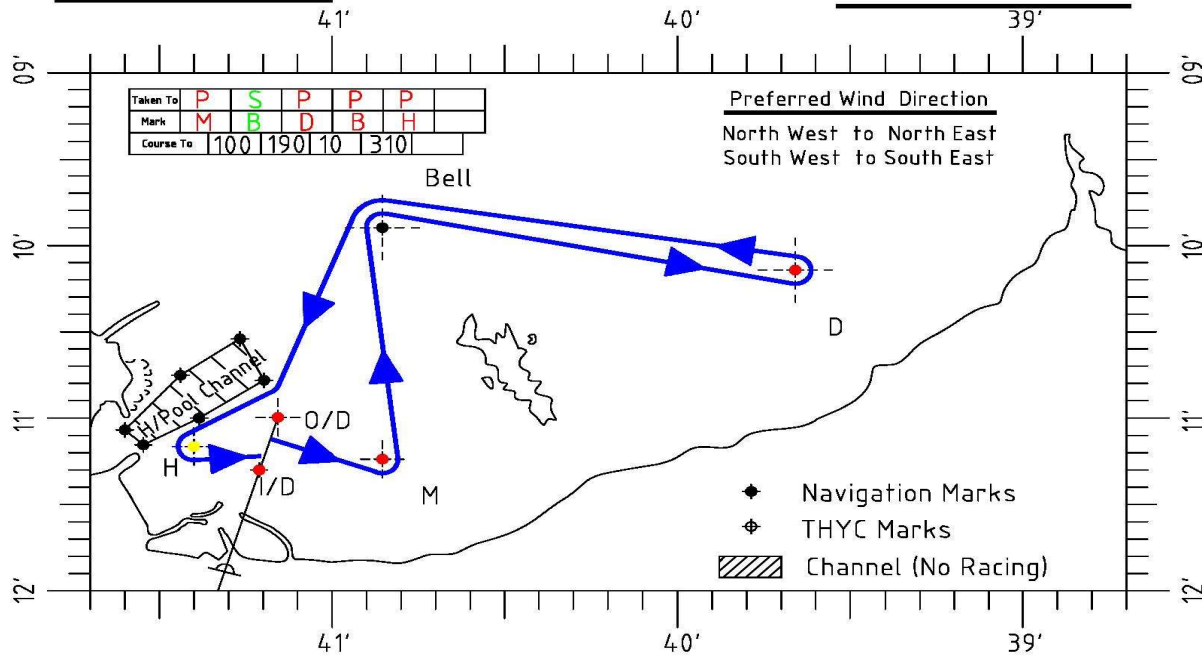 41' 40' 39'
09' 09'
Taken To P S P P P
Mark M B D B H
Course To 100 190 10 310
Preferred Wind Direction
North West to North East
South West to South East
Bell
10' 10'
D
H/Pool Channel
11' O/D 11'
H I/D M
Navigation Marks
THYC Marks
Channel (No Racing)
12' 12'
41' 40' 39'